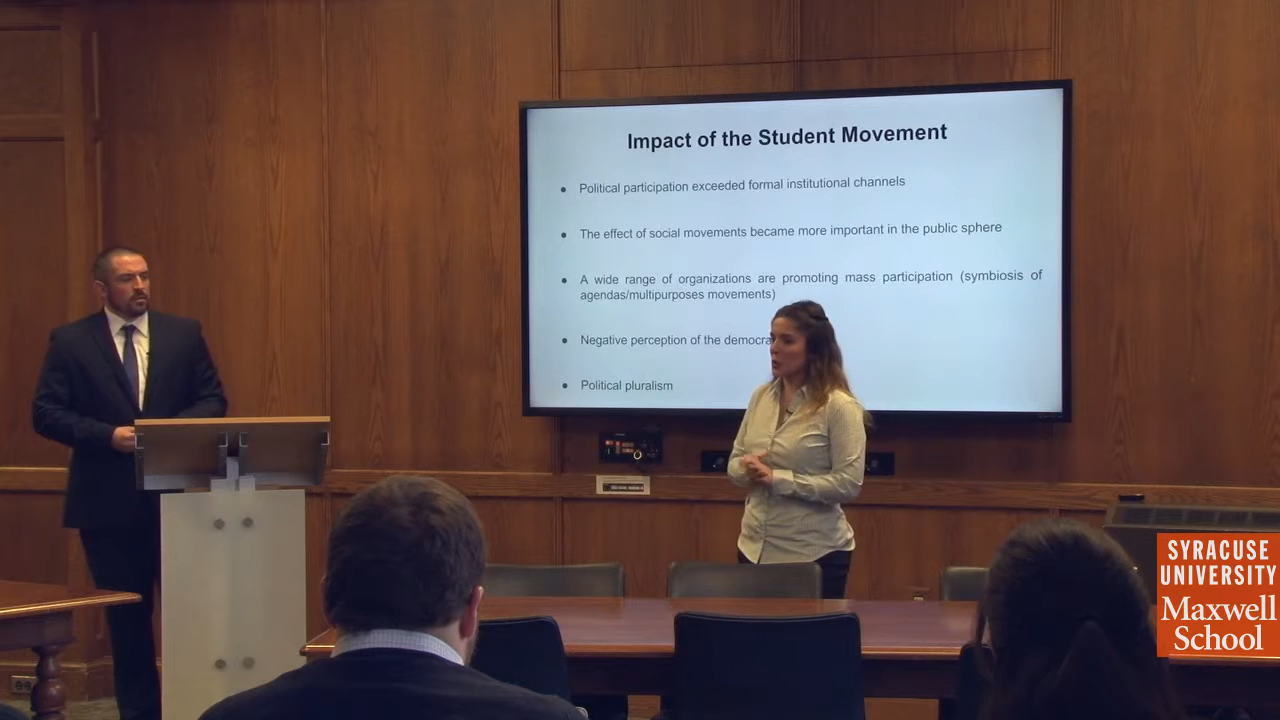 Impact of the Student Movement
● Political participation exceeded formal institutional channels
● The effect of social movements became more important in the public sphere
● A wide range of organizations are promoting mass participation (symbiosis of
agendas/multipurposes movements)
● Negative perception of the
● Political pluralism
SYRACUSE
UNIVERSITY
Maxwell
School